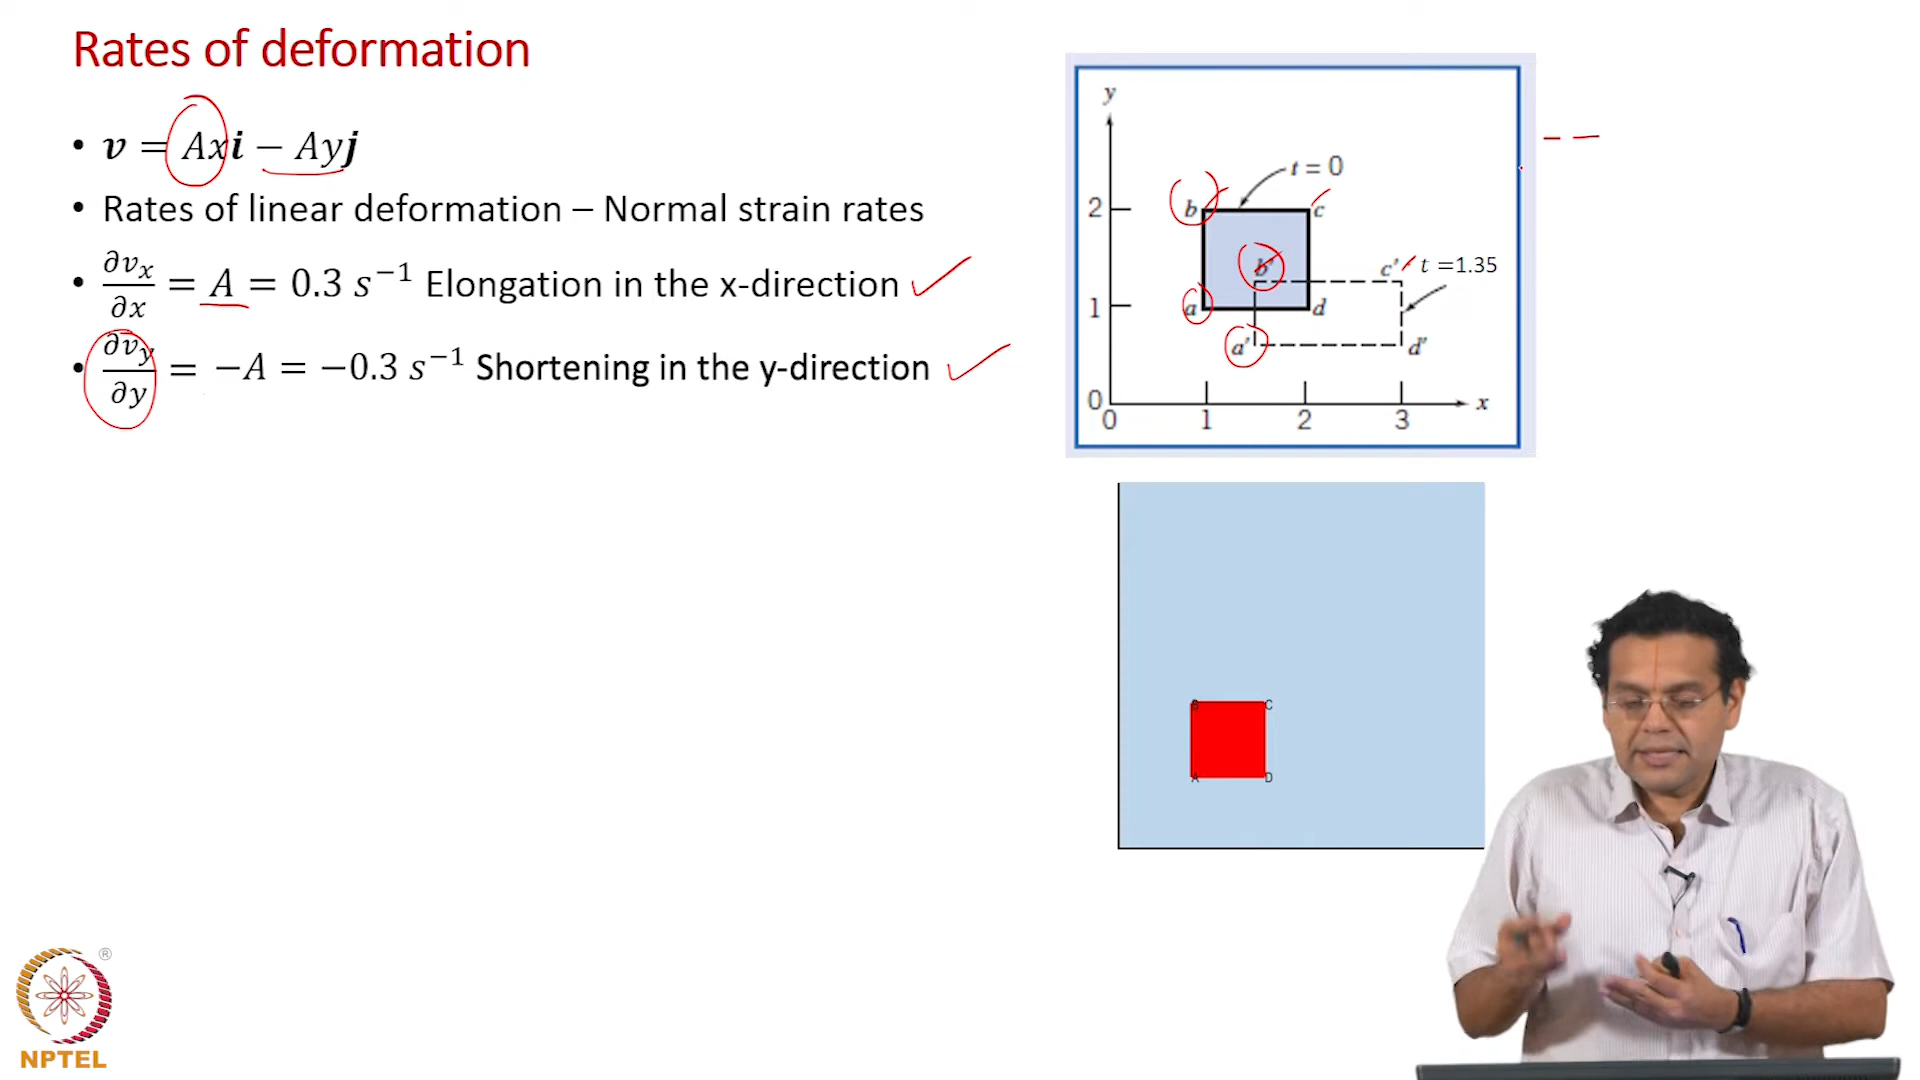 Rates of deformation
• 𝒗 = Ax𝒊 − Ay𝒋
• Rates of linear deformation – Normal strain rates
• ∂vₓ/∂x = A = 0.3 s⁻¹ Elongation in the x-direction
• ∂v_y/∂y = −A = −0.3 s⁻¹ Shortening in the y-direction
y
t = 0
2
b
c
b'
c'
t = 1.35
1
a
d
a'
d'
0
x
0
1
2
3
B
C
A
D
®
NPTEL